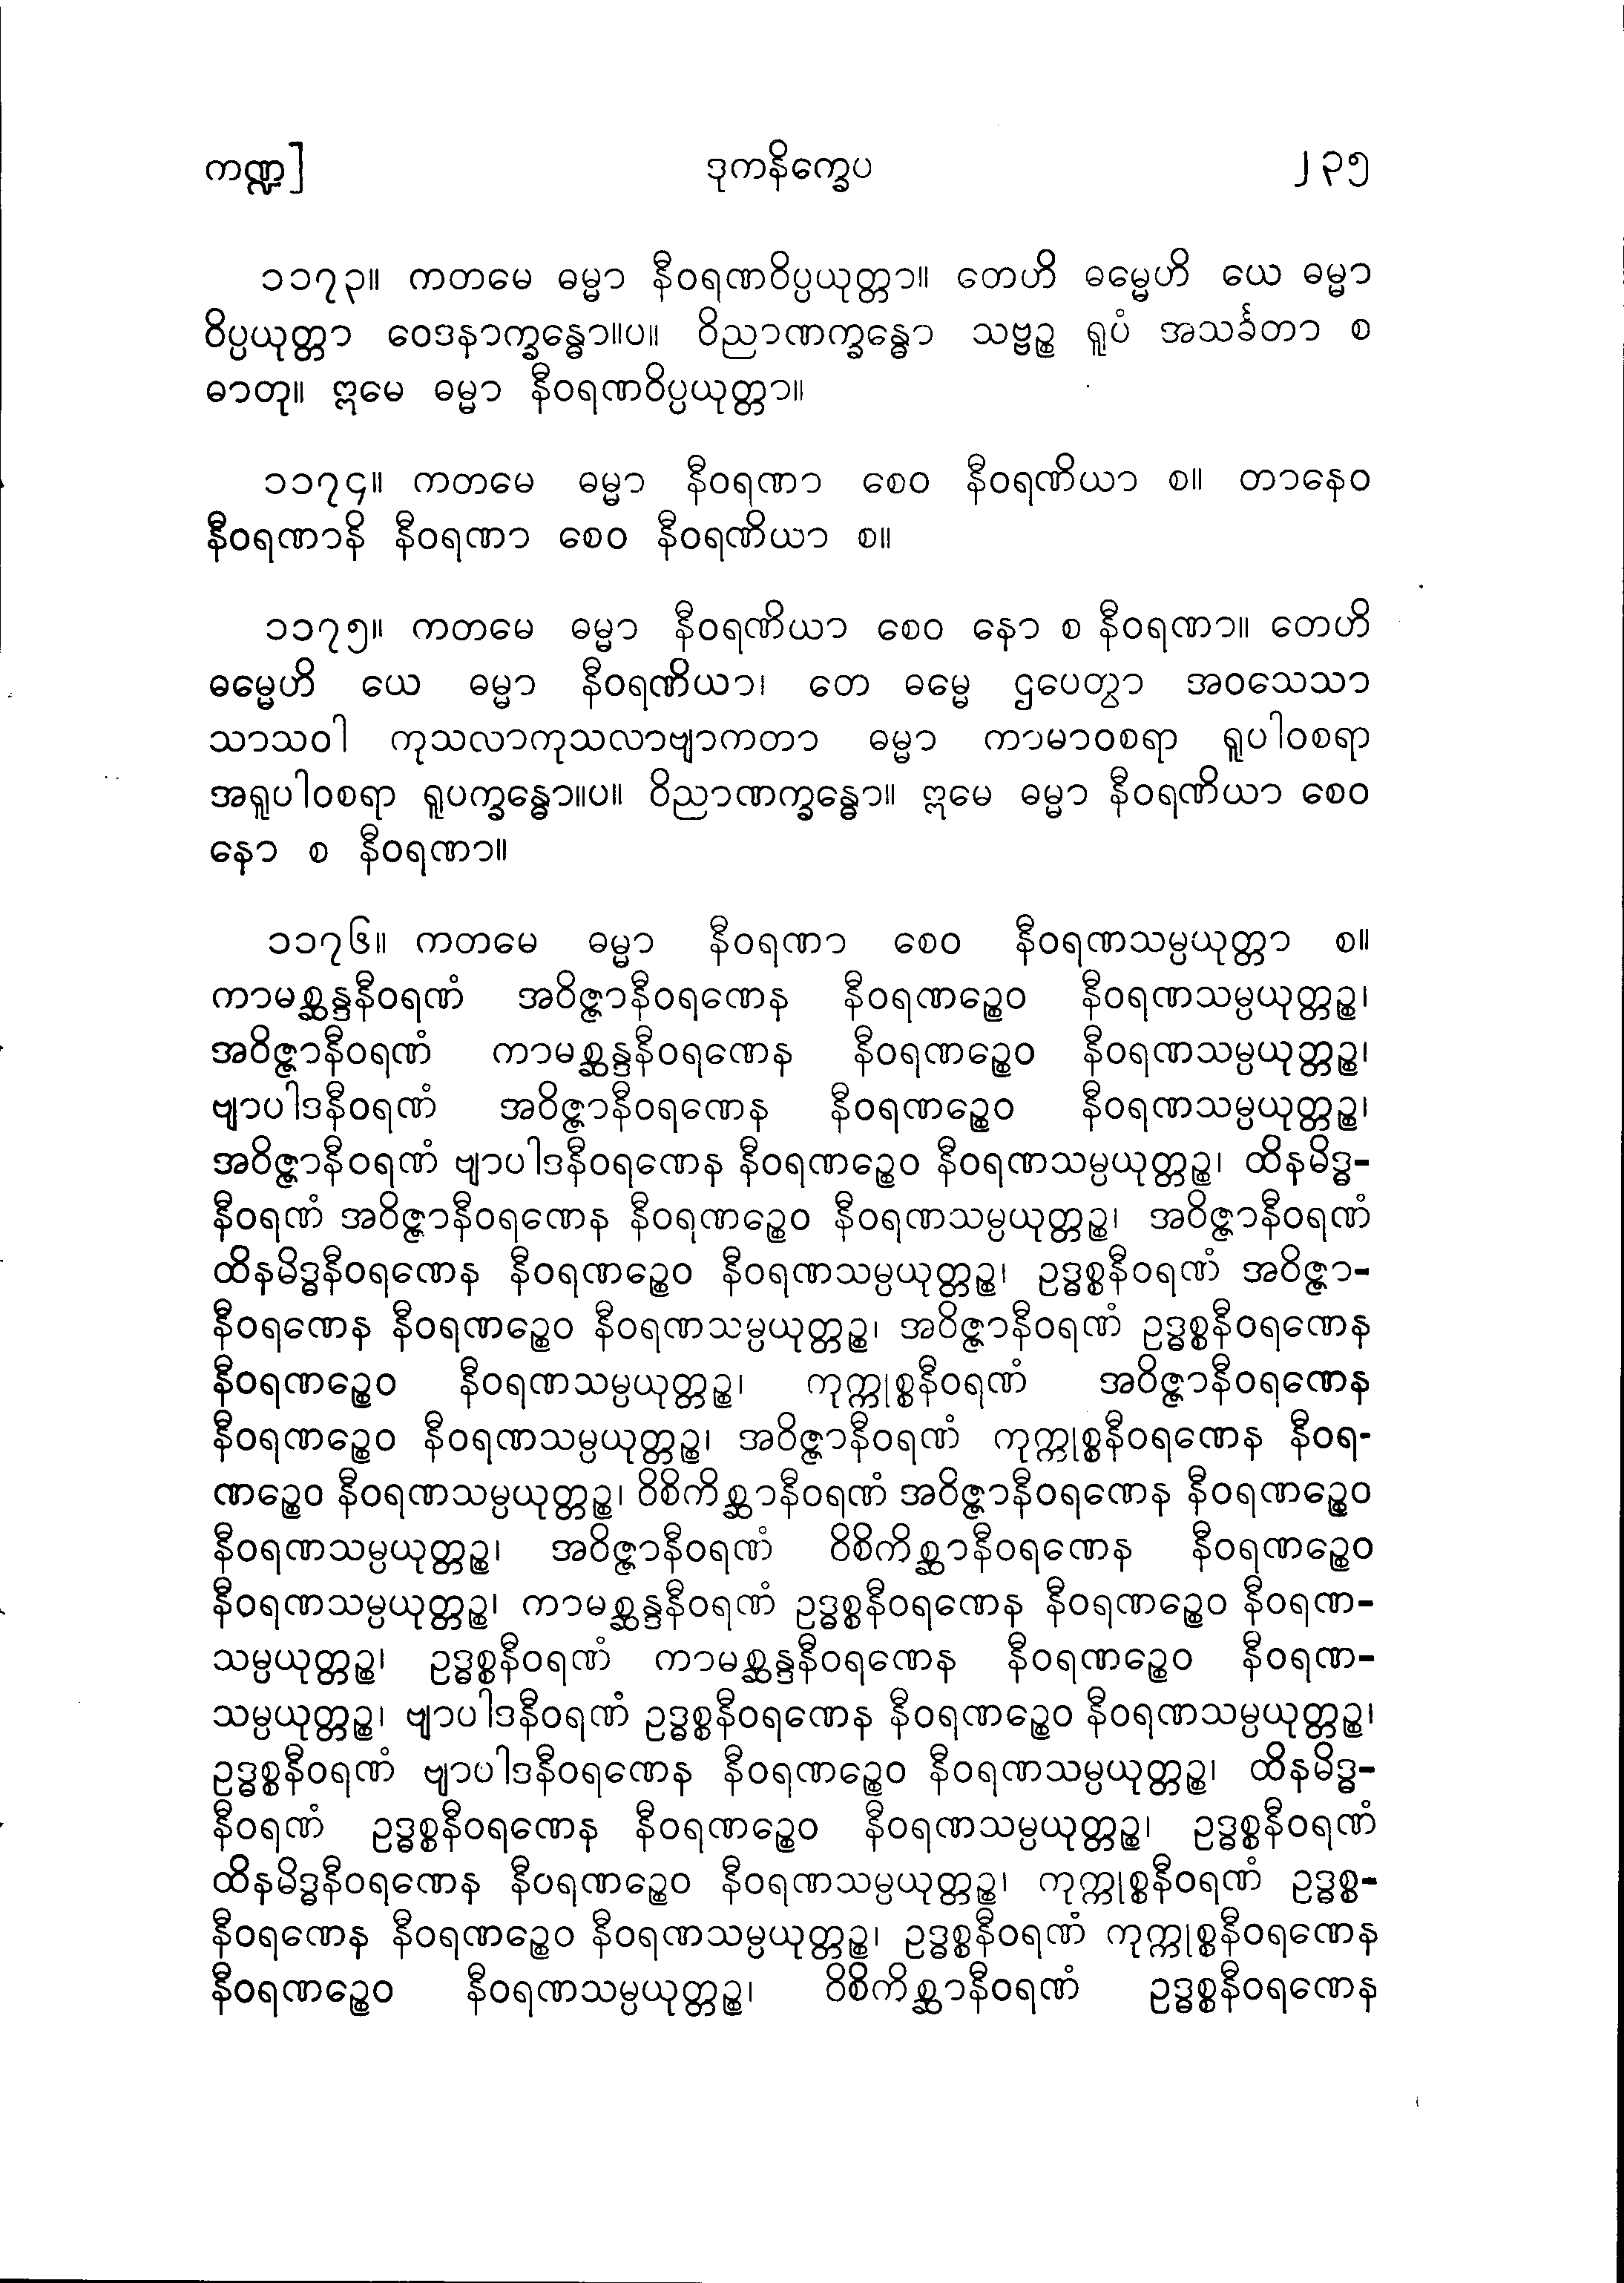 ကဏ္ဍ] ဒုကနိက္ခေပ ၂၃၅
၁၁၇၃။ ကတမေ ဓမ္မာ နီဝရဏဝိပ္ပယုတ္တာ။ တေဟိ ဓမ္မေဟိ ယေ ဓမ္မာ
ဝိပ္ပယုတ္တာ ဝေဒနာက္ခန္ဓော။ပ။ ဝိညာဏက္ခန္ဓော သဗ္ဗဉ္စ ရူပံ အသင်္ခတာ စ
ဓာတု။ ဣမေ ဓမ္မာ နီဝရဏဝိပ္ပယုတ္တာ။
၁၁၇၄။ ကတမေ ဓမ္မာ နီဝရဏာ စေဝ နီဝရဏိယာ စ။ တာနေဝ
နီဝရဏာနိ နီဝရဏာ စေဝ နီဝရဏိယာ စ။
၁၁၇၅။ ကတမေ ဓမ္မာ နီဝရဏိယာ စေဝ နော စ နီဝရဏာ။ တေဟိ
ဓမ္မေဟိ ယေ ဓမ္မာ နီဝရဏိယာ၊ တေ ဓမ္မေ ဌပေတွာ အဝသေသာ
သာသဝါ ကုသလာကုသလာဗျာကတာ ဓမ္မာ ကာမာဝစရာ ရူပါဝစရာ
အရူပါဝစရာ ရူပက္ခန္ဓော။ပ။ ဝိညာဏက္ခန္ဓော။ ဣမေ ဓမ္မာ နီဝရဏိယာ စေဝ
နော စ နီဝရဏာ။
၁၁၇၆။ ကတမေ ဓမ္မာ နီဝရဏာ စေဝ နီဝရဏသမ္ပယုတ္တာ စ။
ကာမစ္ဆန္ဒနီဝရဏံ အဝိဇ္ဇာနီဝရဏေန နီဝရဏဉ္စေဝ နီဝရဏသမ္ပယုတ္တဉ္စ၊
အဝိဇ္ဇာနီဝရဏံ ကာမစ္ဆန္ဒနီဝရဏေန နီဝရဏဉ္စေဝ နီဝရဏသမ္ပယုတ္တဉ္စ၊
ဗျာပါဒနီဝရဏံ အဝိဇ္ဇာနီဝရဏေန နီဝရဏဉ္စေဝ နီဝရဏသမ္ပယုတ္တဉ္စ၊
အဝိဇ္ဇာနီဝရဏံ ဗျာပါဒနီဝရဏေန နီဝရဏဉ္စေဝ နီဝရဏသမ္ပယုတ္တဉ္စ၊ ထိနမိဒ္ဓ-
နီဝရဏံ အဝိဇ္ဇာနီဝရဏေန နီဝရဏဉ္စေဝ နီဝရဏသမ္ပယုတ္တဉ္စ၊ အဝိဇ္ဇာနီဝရဏံ
ထိနမိဒ္ဓနီဝရဏေန နီဝရဏဉ္စေဝ နီဝရဏသမ္ပယုတ္တဉ္စ၊ ဥဒ္ဓစ္စနီဝရဏံ အဝိဇ္ဇာ-
နီဝရဏေန နီဝရဏဉ္စေဝ နီဝရဏသမ္ပယုတ္တဉ္စ၊ အဝိဇ္ဇာနီဝရဏံ ဥဒ္ဓစ္စနီဝရဏေန
နီဝရဏဉ္စေဝ နီဝရဏသမ္ပယုတ္တဉ္စ၊ ကုက္ကုစ္စနီဝရဏံ အဝိဇ္ဇာနီဝရဏေန
နီဝရဏဉ္စေဝ နီဝရဏသမ္ပယုတ္တဉ္စ၊ အဝိဇ္ဇာနီဝရဏံ ကုက္ကုစ္စနီဝရဏေန နီဝရ-
ဏဉ္စေဝ နီဝရဏသမ္ပယုတ္တဉ္စ၊ ဝိစိကိစ္ဆာနီဝရဏံ အဝိဇ္ဇာနီဝရဏေန နီဝရဏဉ္စေဝ
နီဝရဏသမ္ပယုတ္တဉ္စ၊ အဝိဇ္ဇာနီဝရဏံ ဝိစိကိစ္ဆာနီဝရဏေန နီဝရဏဉ္စေဝ
နီဝရဏသမ္ပယုတ္တဉ္စ၊ ကာမစ္ဆန္ဒနီဝရဏံ ဥဒ္ဓစ္စနီဝရဏေန နီဝရဏဉ္စေဝ နီဝရဏ-
သမ္ပယုတ္တဉ္စ၊ ဥဒ္ဓစ္စနီဝရဏံ ကာမစ္ဆန္ဒနီဝရဏေန နီဝရဏဉ္စေဝ နီဝရဏ-
သမ္ပယုတ္တဉ္စ၊ ဗျာပါဒနီဝရဏံ ဥဒ္ဓစ္စနီဝရဏေန နီဝရဏဉ္စေဝ နီဝရဏသမ္ပယုတ္တဉ္စ၊
ဥဒ္ဓစ္စနီဝရဏံ ဗျာပါဒနီဝရဏေန နီဝရဏဉ္စေဝ နီဝရဏသမ္ပယုတ္တဉ္စ၊ ထိနမိဒ္ဓ-
နီဝရဏံ ဥဒ္ဓစ္စနီဝရဏေန နီဝရဏဉ္စေဝ နီဝရဏသမ္ပယုတ္တဉ္စ၊ ဥဒ္ဓစ္စနီဝရဏံ
ထိနမိဒ္ဓနီဝရဏေန နီပရဏဉ္စေဝ နီဝရဏသမ္ပယုတ္တဉ္စ၊ ကုက္ကုစ္စနီဝရဏံ ဥဒ္ဓစ္စ-
နီဝရဏေန နီဝရဏဉ္စေဝ နီဝရဏသမ္ပယုတ္တဉ္စ၊ ဥဒ္ဓစ္စနီဝရဏံ ကုက္ကုစ္စနီဝရဏေန
နီဝရဏဉ္စေဝ နီဝရဏသမ္ပယုတ္တဉ္စ၊ ဝိစိကိစ္ဆာနီဝရဏံ ဥဒ္ဓစ္စနီဝရဏေန